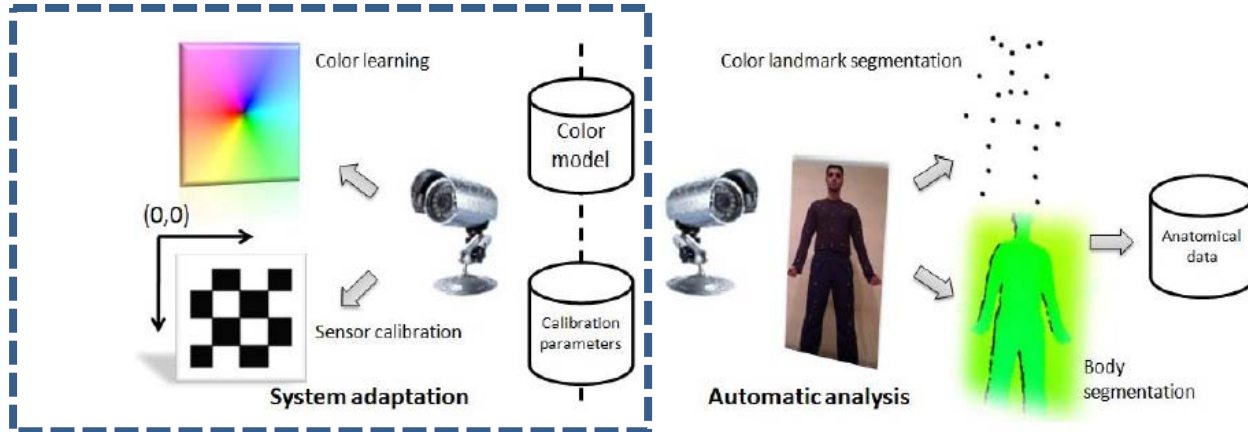 Color learning
Color
model
(0,0)
Sensor calibration
Calibration
parameters
System adaptation
Color landmark segmentation
Anatomical
data
Body
segmentation
Automatic analysis